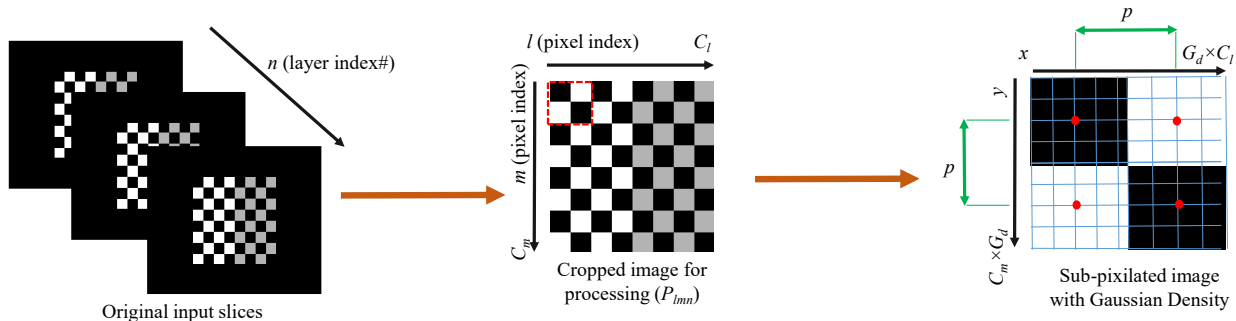 n (layer index#)
Original input slices
l (pixel index)
C_l
m (pixel index)
C_m
Cropped image for
processing (P_lmn)
p
x
G_d×C_l
y
p
C_m×G_d
Sub-pixilated image
with Gaussian Density